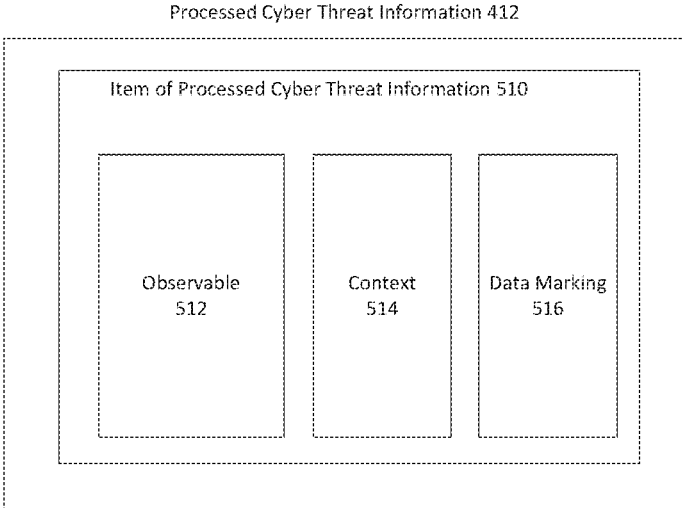 Processed Cyber Threat Information 412
Item of Processed Cyber Threat Information 510
Observable
512
Context
514
Data Marking
516